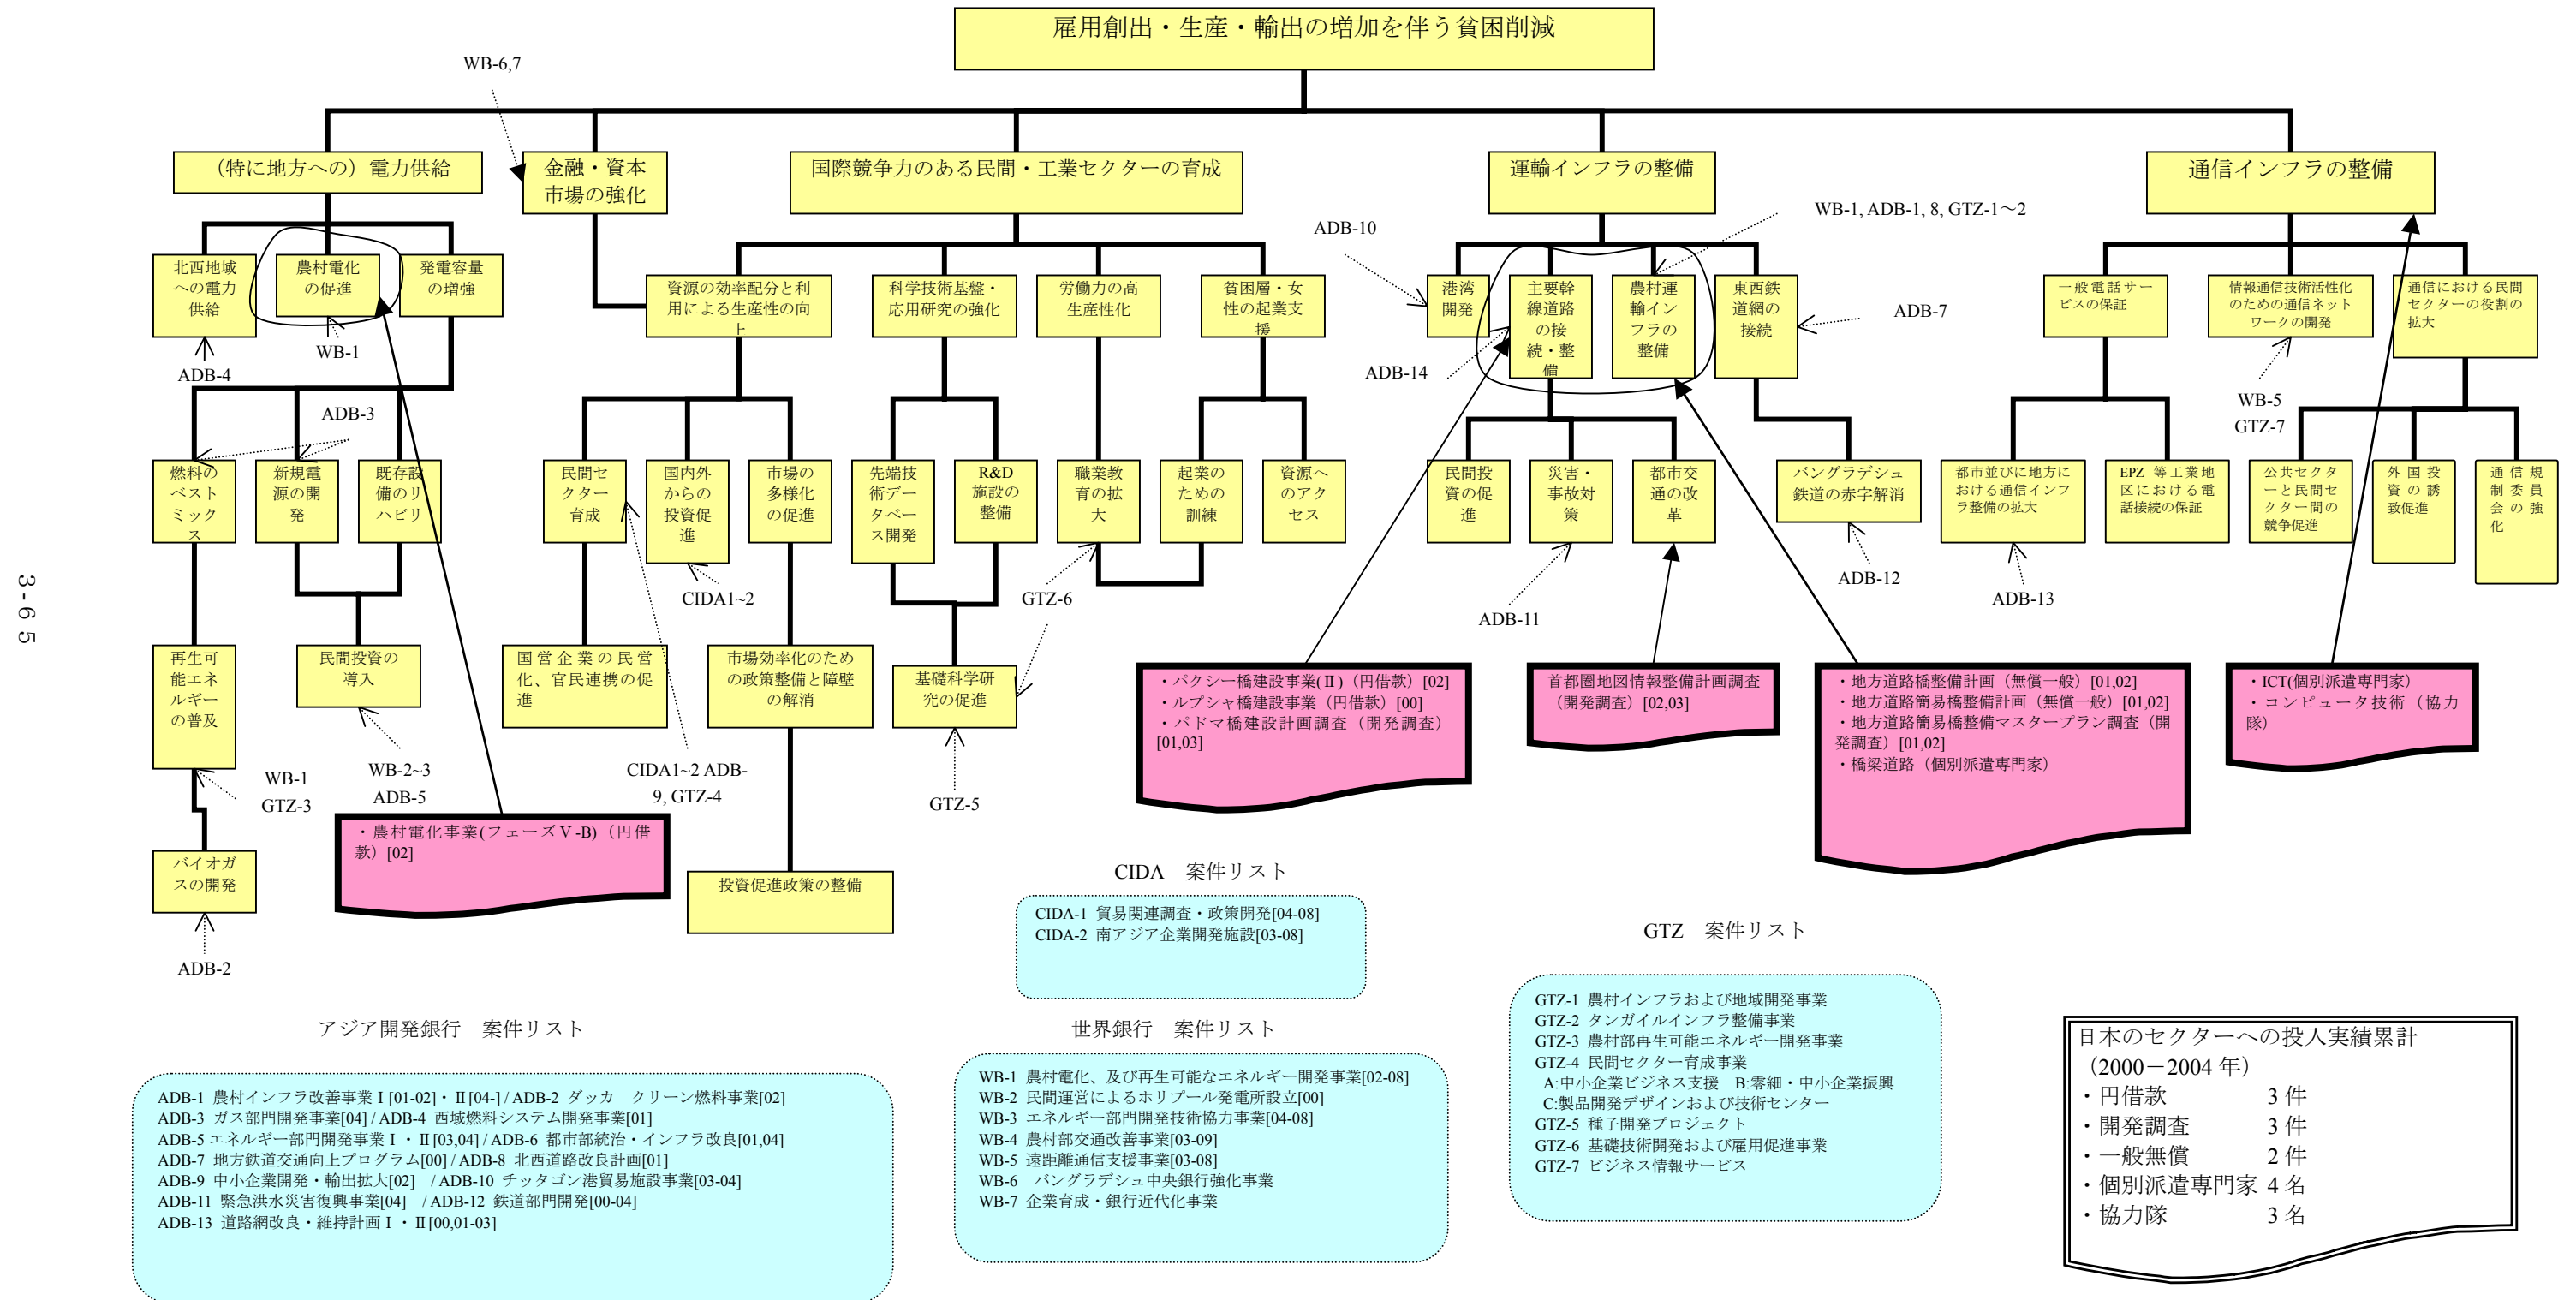 雇用創出・生産・輸出の増加を伴う貧困削減
WB-6,7
（特に地方への）電力供給
金融・資本
市場の強化
国際競争力のある民間・工業セクターの育成
運輸インフラの整備
通信インフラの整備
WB-1, ADB-1, 8, GTZ-1～2
ADB-10
北西地域
への電力
供給
農村電化
の促進
発電容量
の増強
資源の効率配分と利
用による生産性の向
上
科学技術基盤・
応用研究の強化
労働力の高
生産性化
貧困層・女
性の起業支
援
港湾
開発
主要幹
線道路
の接
続・整
備
農村運
輸イン
フラの
整備
東西鉄
道網の
接続
ADB-7
一般電話サー
ビスの保証
情報通信技術活性化
のための通信ネット
ワークの開発
通信における民間
セクターの役割の
拡大
WB-1
ADB-4
ADB-14
ADB-3
WB-5
GTZ-7
燃料の
ベスト
ミック
ス
新規電
源の開
発
既存設
備のリ
ハビリ
民間セ
クター
育成
国内外
からの
投資促
進
市場の
多様化
の促進
先端技
術デー
タベー
ス開発
R&D
施設の
整備
職業教
育の拡
大
起業の
ための
訓練
資源へ
のアク
セス
民間投
資の促
進
災害・
事故対
策
都市交
通の改
革
バングラデシュ
鉄道の赤字解消
都市並びに地方に
おける通信インフ
ラ整備の拡大
EPZ 等工業地
区における電
話接続の保証
公共セクタ
ーと民間セ
クター間の
競争促進
外国投
資の誘
致促進
通信規
制委員
会の強
化
CIDA1~2
GTZ-6
ADB-11
ADB-12
ADB-13
3-65
再生可
能エネ
ルギー
の普及
民間投資の
導入
国営企業の民営
化、官民連携の促
進
市場効率化のため
の政策整備と障壁
の解消
基礎科学研
究の促進
・パクシー橋建設事業(Ⅱ)（円借款）[02]
・ルプシャ橋建設事業（円借款）[00]
・パドマ橋建設計画調査（開発調査）
[01,03]
首都圏地図情報整備計画調査
（開発調査）[02,03]
・地方道路橋整備計画（無償一般）[01,02]
・地方道路簡易橋整備計画（無償一般）[01,02]
・地方道路簡易橋整備マスタープラン調査（開
発調査）[01,02]
・橋梁道路（個別派遣専門家）
・ICT(個別派遣専門家）
・コンピュータ技術（協力
隊）
WB-1
GTZ-3
WB-2~3
ADB-5
CIDA1~2 ADB-
9, GTZ-4
GTZ-5
・農村電化事業(フェーズⅤ-B)（円借
款）[02]
バイオガ
スの開発
投資促進政策の整備
ADB-2
CIDA　案件リスト
CIDA-1 貿易関連調査・政策開発[04-08]
CIDA-2 南アジア企業開発施設[03-08]
GTZ　案件リスト
GTZ-1 農村インフラおよび地域開発事業
GTZ-2 タンガイルインフラ整備事業
GTZ-3 農村部再生可能エネルギー開発事業
GTZ-4 民間セクター育成事業
A:中小企業ビジネス支援　B:零細・中小企業振興
C:製品開発デザインおよび技術センター
GTZ-5 種子開発プロジェクト
GTZ-6 基礎技術開発および雇用促進事業
GTZ-7 ビジネス情報サービス
アジア開発銀行　案件リスト
ADB-1 農村インフラ改善事業Ⅰ[01-02]・Ⅱ[04-] / ADB-2 ダッカ　クリーン燃料事業[02]
ADB-3 ガス部門開発事業[04] / ADB-4 西域燃料システム開発事業[01]
ADB-5 エネルギー部門開発事業Ⅰ・Ⅱ[03,04] / ADB-6 都市部統治・インフラ改良[01,04]
ADB-7 地方鉄道交通向上プログラム[00] / ADB-8 北西道路改良計画[01]
ADB-9 中小企業開発・輸出拡大[02]　/ ADB-10 チッタゴン港貿易施設事業[03-04]
ADB-11 緊急洪水災害復興事業[04]　/ ADB-12 鉄道部門開発[00-04]
ADB-13 道路網改良・維持計画Ⅰ・Ⅱ[00,01-03]
世界銀行　案件リスト
WB-1 農村電化、及び再生可能なエネルギー開発事業[02-08]
WB-2 民間運営によるホリプール発電所設立[00]
WB-3 エネルギー部門開発技術協力事業[04-08]
WB-4 農村部交通改善事業[03-09]
WB-5 遠距離通信支援事業[03-08]
WB-6　バングラデシュ中央銀行強化事業
WB-7 企業育成・銀行近代化事業
日本のセクターへの投入実績累計
（2000－2004 年）
・円借款　3 件
・開発調査　3 件
・一般無償　2 件
・個別派遣専門家 4 名
・協力隊　3 名